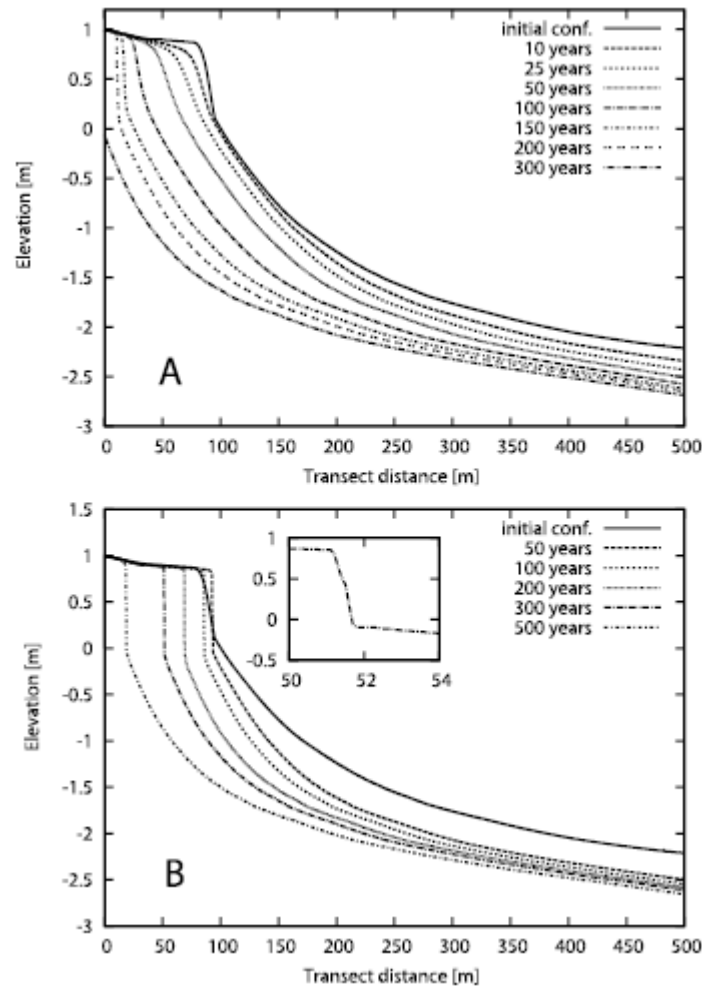 1
0.5
0
-0.5
-1
-1.5
-2
-2.5
-3
Elevation [m]
initial conf.
10 years
25 years
50 years
100 years
150 years
200 years
300 years
A
0 50 100 150 200 250 300 350 400 450 500
Transect distance [m]
1.5
1
0.5
0
-0.5
-1
-1.5
-2
-2.5
-3
Elevation [m]
1
0.5
0
-0.5
50 52 54
initial conf.
50 years
100 years
200 years
300 years
500 years
B
0 50 100 150 200 250 300 350 400 450 500
Transect distance [m]